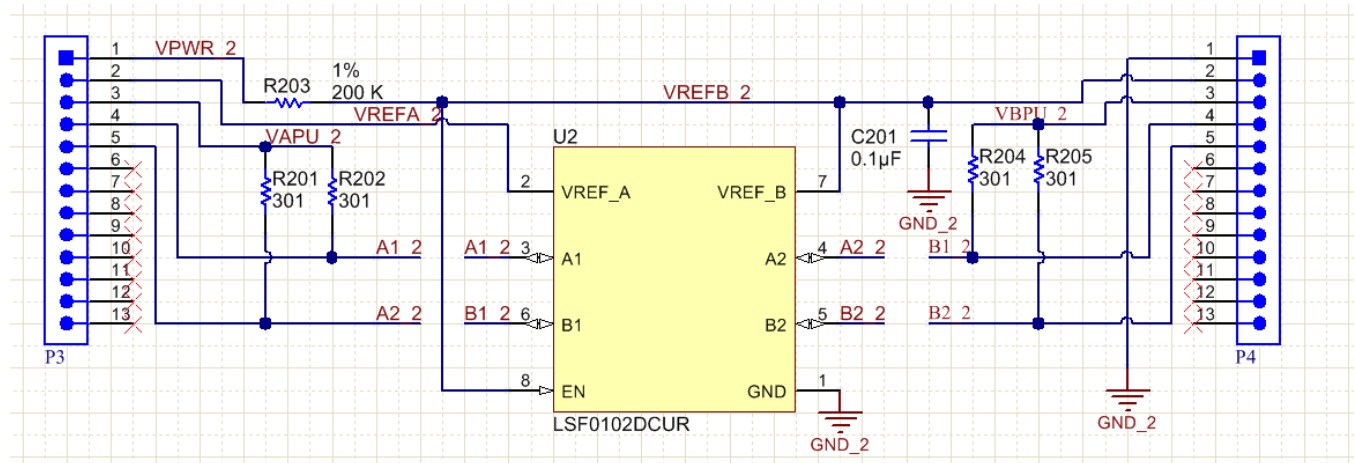 1 VPWR_2
2
3
4
5
6
7
8
9
10
11
12
13
P3
R203
1%
200 K
VREFA_2
VAPU_2
R201
301
R202
301
A1_2
A2_2
VREFB_2
U2
2 VREF_A
VREF_B 7
A1_2 3 A1
A2 4 A2_2
B1_2 6 B1
B2 5 B2_2
8 EN
GND 1
LSF0102DCUR
GND_2
C201
0.1µF
GND_2
VBPU_2
R204
301
R205
301
B1_2
B2_2
GND_2
1
2
3
4
5
6
7
8
9
10
11
12
13
P4